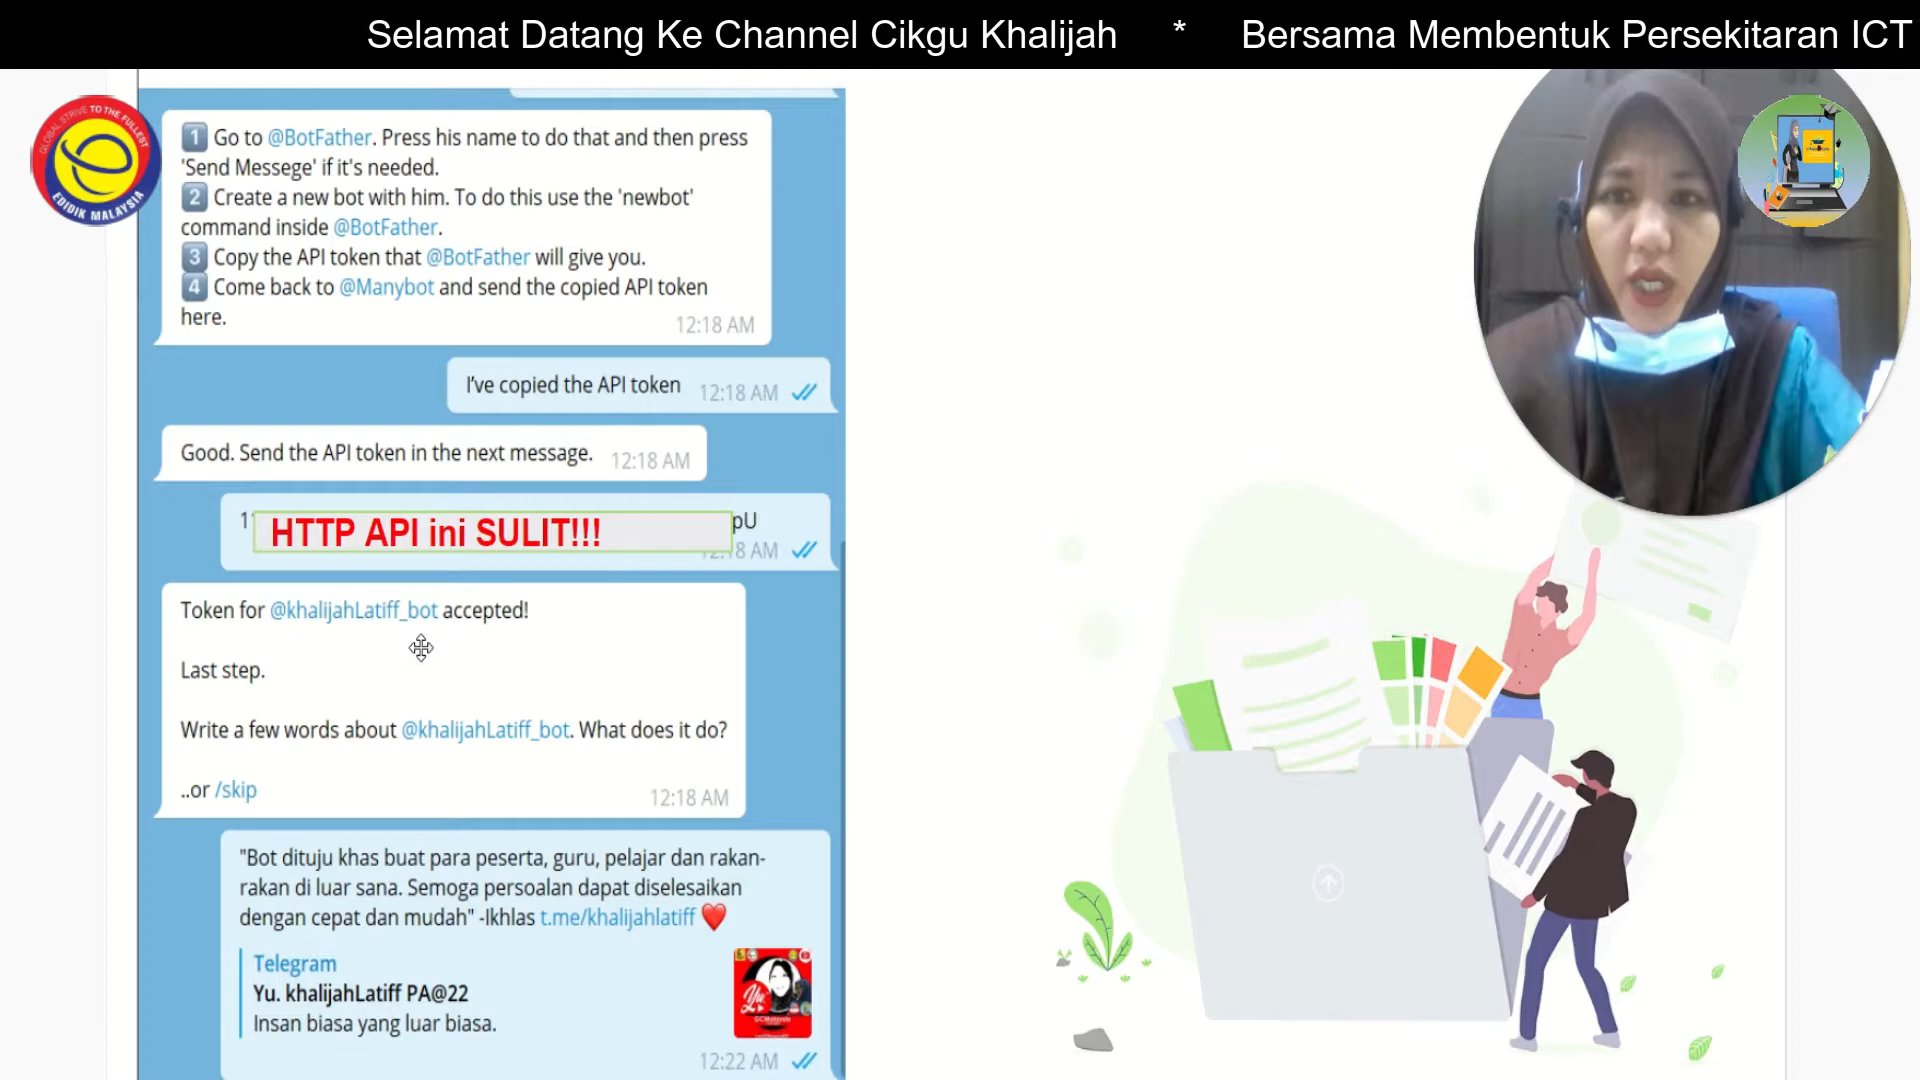 Selamat Datang Ke Channel Cikgu Khalijah * Bersama Membentuk Persekitaran ICT
GLOBAL STRIVE TO THE FULLEST
EDIDIK MALAYSIA
1 Go to @BotFather. Press his name to do that and then press
'Send Messege' if it's needed.
2 Create a new bot with him. To do this use the 'newbot'
command inside @BotFather.
3 Copy the API token that @BotFather will give you.
4 Come back to @Manybot and send the copied API token
here.
12:18 AM
I've copied the API token 12:18 AM
Good. Send the API token in the next message. 12:18 AM
HTTP API ini SULIT!!! pU
Token for @khalijahLatiff_bot accepted!
Last step.
Write a few words about @khalijahLatiff_bot. What does it do?
..or /skip
12:18 AM
"Bot dituju khas buat para peserta, guru, pelajar dan rakan-
rakan di luar sana. Semoga persoalan dapat diselesaikan
dengan cepat dan mudah" -Ikhlas t.me/khalijahlatiff ❤️
Telegram
Yu. khalijahLatiff PA@22
Insan biasa yang luar biasa.
12:22 AM